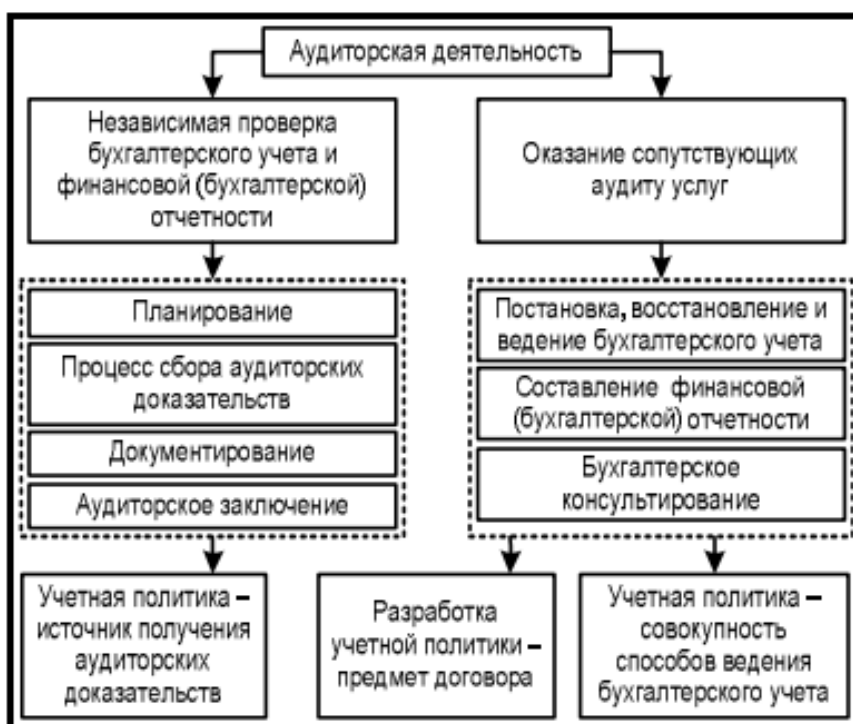 Аудиторская деятельность
Независимая проверка
бухгалтерского учета и
финансовой (бухгалтерской)
отчетности
Оказание сопутствующих
аудиту услуг
Планирование
Процесс сбора аудиторских
доказательств
Документирование
Аудиторское заключение
Постановка, восстановление и
ведение бухгалтерского учета
Составление финансовой
(бухгалтерской) отчетности
Бухгалтерское
консультирование
Учетная политика –
источник получения
аудиторских
доказательств
Разработка
учетной политики –
предмет договора
Учетная политика –
совокупность
способов ведения
бухгалтерского учета